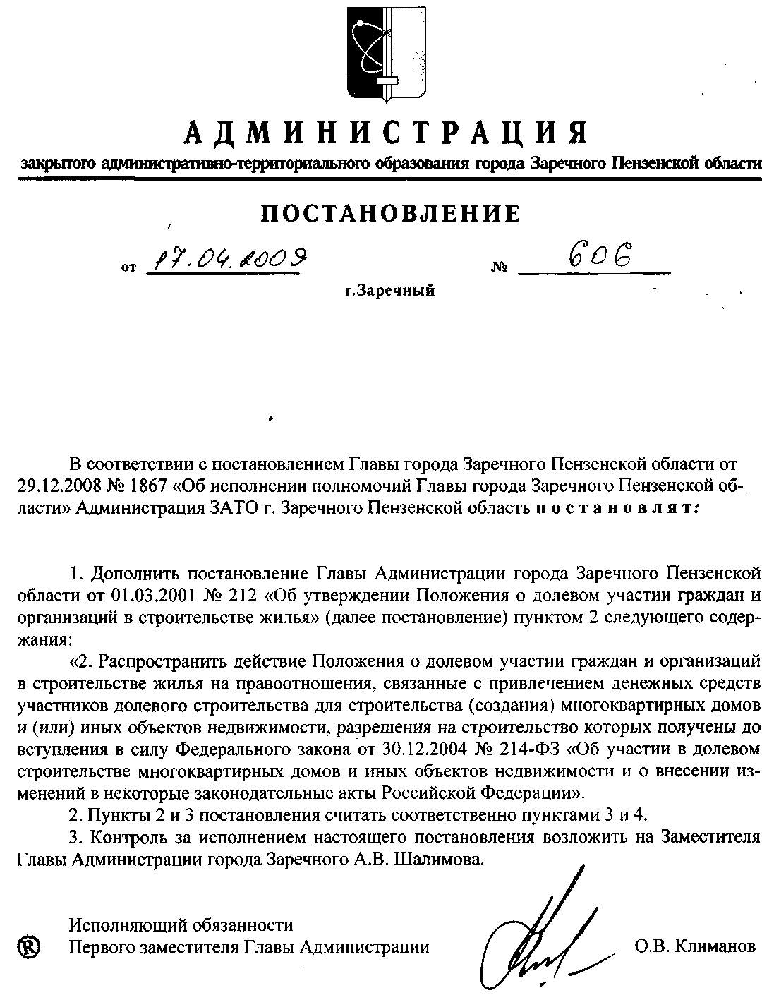 АДМИНИСТРАЦИЯ
закрытого административно-территориального образования города Заречного Пензенской области
ПОСТАНОВЛЕНИЕ
от 17.04.2009 № 606
г.Заречный
В соответствии с постановлением Главы города Заречного Пензенской области от
29.12.2008 № 1867 «Об исполнении полномочий Главы города Заречного Пензенской об-
ласти» Администрация ЗАТО г. Заречного Пензенской область п о с т а н о в л я т:
1. Дополнить постановление Главы Администрации города Заречного Пензенской
области от 01.03.2001 № 212 «Об утверждении Положения о долевом участии граждан и
организаций в строительстве жилья» (далее постановление) пунктом 2 следующего содер-
жания:
«2. Распространить действие Положения о долевом участии граждан и организаций
в строительстве жилья на правоотношения, связанные с привлечением денежных средств
участников долевого строительства для строительства (создания) многоквартирных домов
и (или) иных объектов недвижимости, разрешения на строительство которых получены до
вступления в силу Федерального закона от 30.12.2004 № 214-ФЗ «Об участии в долевом
строительстве многоквартирных домов и иных объектов недвижимости и о внесении из-
менений в некоторые законодательные акты Российской Федерации».
2. Пункты 2 и 3 постановления считать соответственно пунктами 3 и 4.
3. Контроль за исполнением настоящего постановления возложить на Заместителя
Главы Администрации города Заречного А.В. Шалимова.
Исполняющий обязанности
® Первого заместителя Главы Администрации О.В. Климанов